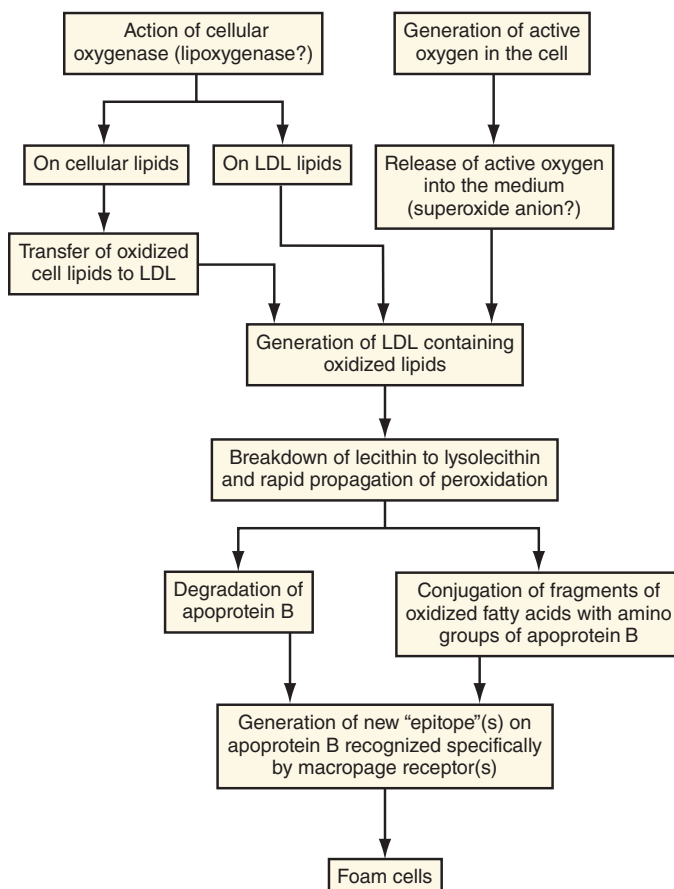 Action of cellular
oxygenase (lipoxygenase?)
Generation of active
oxygen in the cell
On cellular lipids
On LDL lipids
Release of active oxygen
into the medium
(superoxide anion?)
Transfer of oxidized
cell lipids to LDL
Generation of LDL containing
oxidized lipids
Breakdown of lecithin to lysolecithin
and rapid propagation of peroxidation
Degradation of
apoprotein B
Conjugation of fragments of
oxidized fatty acids with amino
groups of apoprotein B
Generation of new “epitope”(s) on
apoprotein B recognized specifically
by macropage receptor(s)
Foam cells